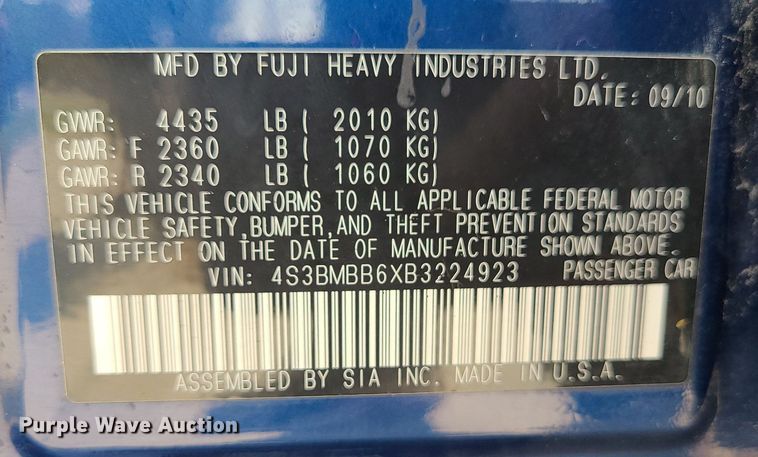 MFD BY FUJI HEAVY INDUSTRIES LTD.
DATE: 09/10
GVWR: 4435 LB ( 2010 KG)
GAWR: F 2360 LB ( 1070 KG)
GAWR: R 2340 LB ( 1060 KG)
THIS VEHICLE CONFORMS TO ALL APPLICABLE FEDERAL MOTOR
VEHICLE SAFETY,BUMPER,AND THEFT PREVENTION STANDARDS
IN EFFECT ON THE DATE OF MANUFACTURE SHOWN ABOVE.
VIN: 4S3BMBB6XB3224923 PASSENGER CAR
ASSEMBLED BY SIA INC. MADE IN U.S.A.
Purple Wave Auction